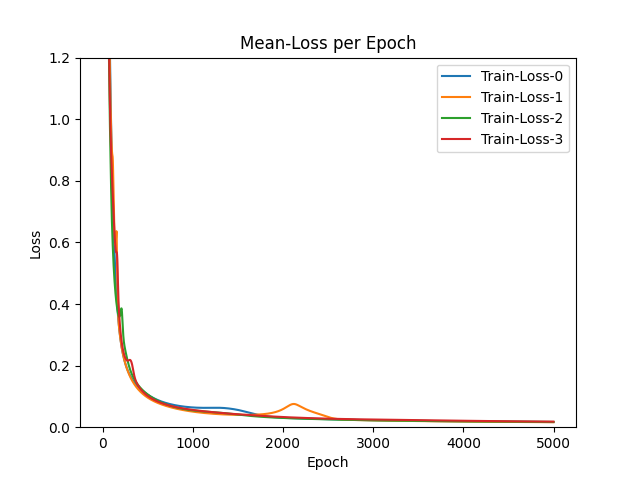 Mean-Loss per Epoch
1.2
1.0
0.8
0.6
0.4
0.2
0.0
Loss
Train-Loss-0
Train-Loss-1
Train-Loss-2
Train-Loss-3
0 1000 2000 3000 4000 5000
Epoch